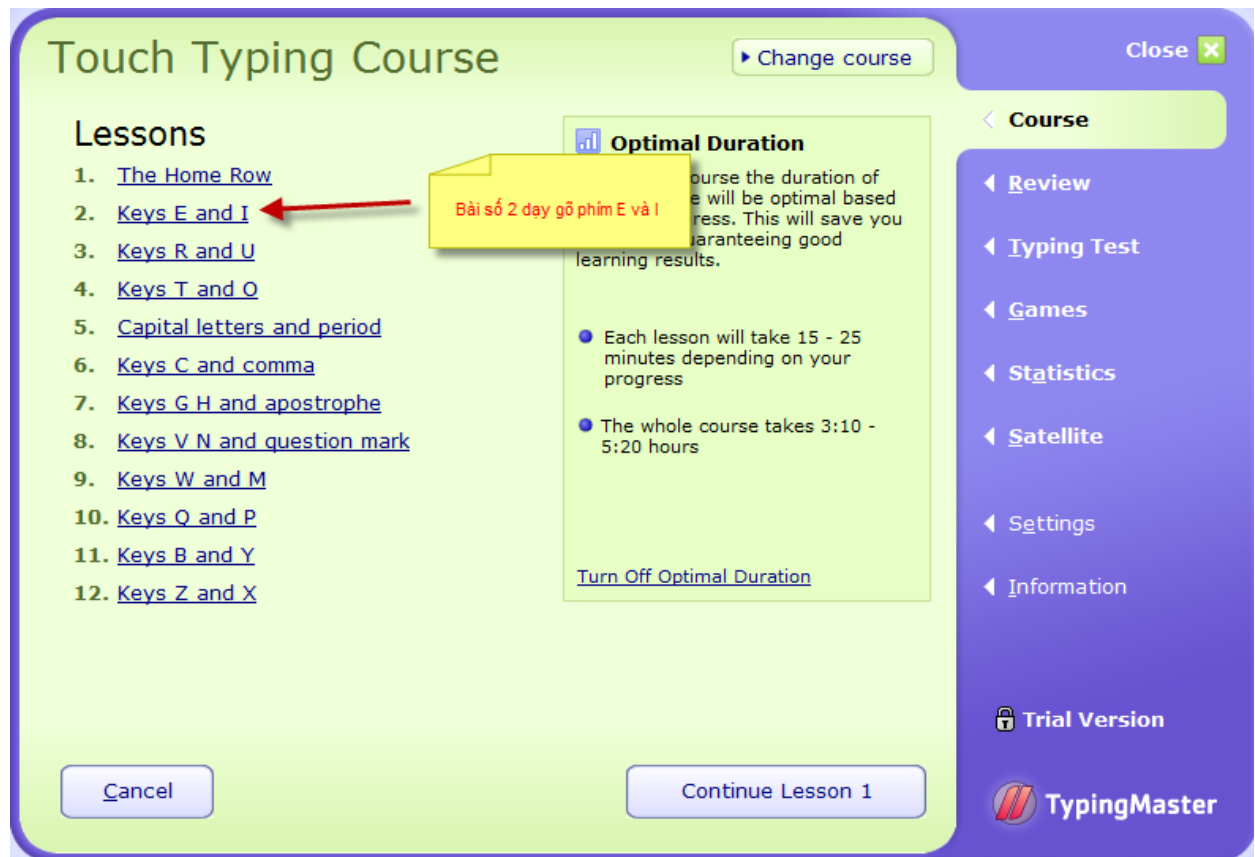 Touch Typing Course
Change course
Close
Lessons
1. The Home Row
2. Keys E and I
3. Keys R and U
4. Keys T and O
5. Capital letters and period
6. Keys C and comma
7. Keys G H and apostrophe
8. Keys V N and question mark
9. Keys W and M
10. Keys Q and P
11. Keys B and Y
12. Keys Z and X
Bài số 2 dạy gõ phím E và I
Optimal Duration
the duration of
will be optimal based
This will save you
good
learning results.
Each lesson will take 15 - 25
minutes depending on your
progress
The whole course takes 3:10 -
5:20 hours
Turn Off Optimal Duration
Course
Review
Typing Test
Games
Statistics
Satellite
Settings
Information
Trial Version
TypingMaster
Cancel
Continue Lesson 1